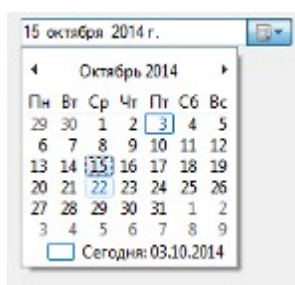 15 октября 2014 г.
Октябрь 2014
Пн Вт Ср Чт Пт Сб Вс
29 30 1 2 3 4 5
6 7 8 9 10 11 12
13 14 15 16 17 18 19
20 21 22 23 24 25 26
27 28 29 30 31 1 2
3 4 5 6 7 8 9
Сегодня: 03.10.2014